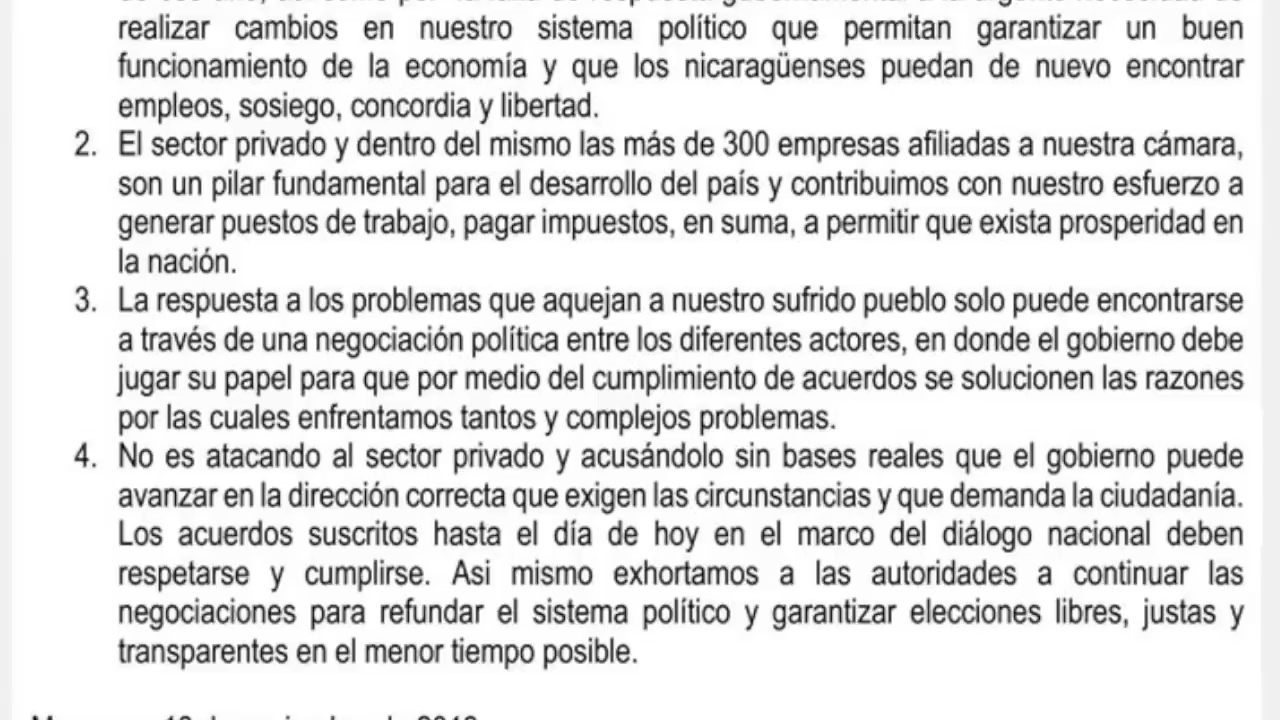 realizar cambios en nuestro sistema político que permitan garantizar un buen
funcionamiento de la economía y que los nicaragüenses puedan de nuevo encontrar
empleos, sosiego, concordia y libertad.
2. El sector privado y dentro del mismo las más de 300 empresas afiliadas a nuestra cámara,
son un pilar fundamental para el desarrollo del país y contribuimos con nuestro esfuerzo a
generar puestos de trabajo, pagar impuestos, en suma, a permitir que exista prosperidad en
la nación.
3. La respuesta a los problemas que aquejan a nuestro sufrido pueblo solo puede encontrarse
a través de una negociación política entre los diferentes actores, en donde el gobierno debe
jugar su papel para que por medio del cumplimiento de acuerdos se solucionen las razones
por las cuales enfrentamos tantos y complejos problemas.
4. No es atacando al sector privado y acusándolo sin bases reales que el gobierno puede
avanzar en la dirección correcta que exigen las circunstancias y que demanda la ciudadanía.
Los acuerdos suscritos hasta el día de hoy en el marco del diálogo nacional deben
respetarse y cumplirse. Asi mismo exhortamos a las autoridades a continuar las
negociaciones para refundar el sistema político y garantizar elecciones libres, justas y
transparentes en el menor tiempo posible.